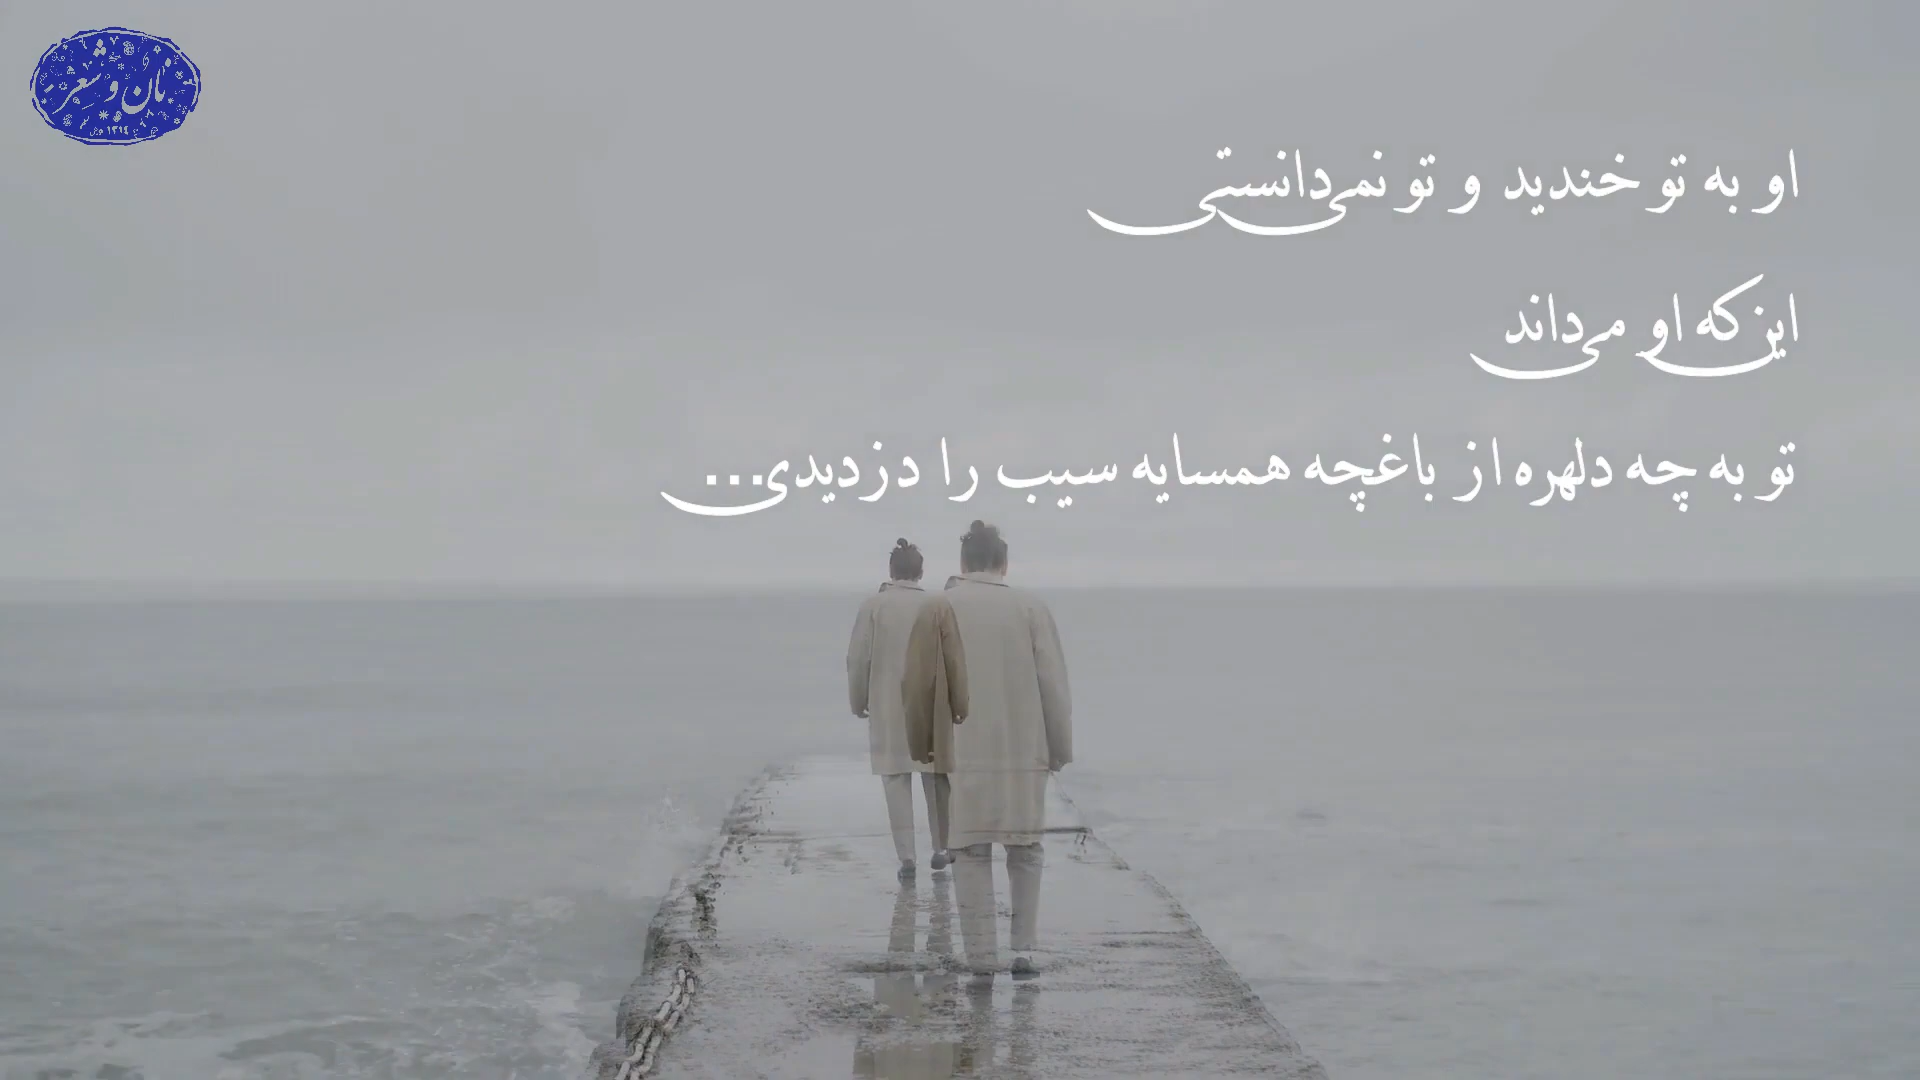 نان و شعر
۱۳۹۴
او به تو خندید و تو نمی‌دانستی
این‌که او می‌داند
تو به چه دلهره از باغچه همسایه سیب را دزدیدی...